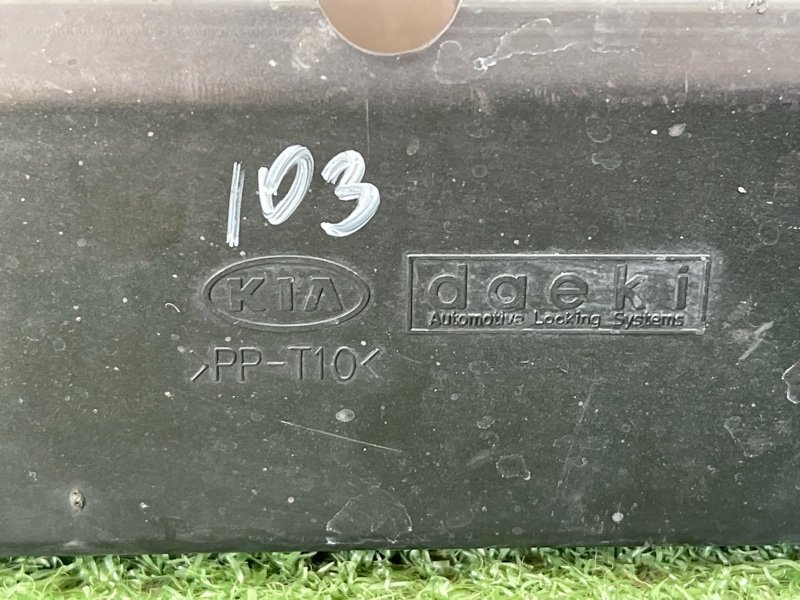 103
KIA
daeki
Automotive Locking Systems
>PP-T10<